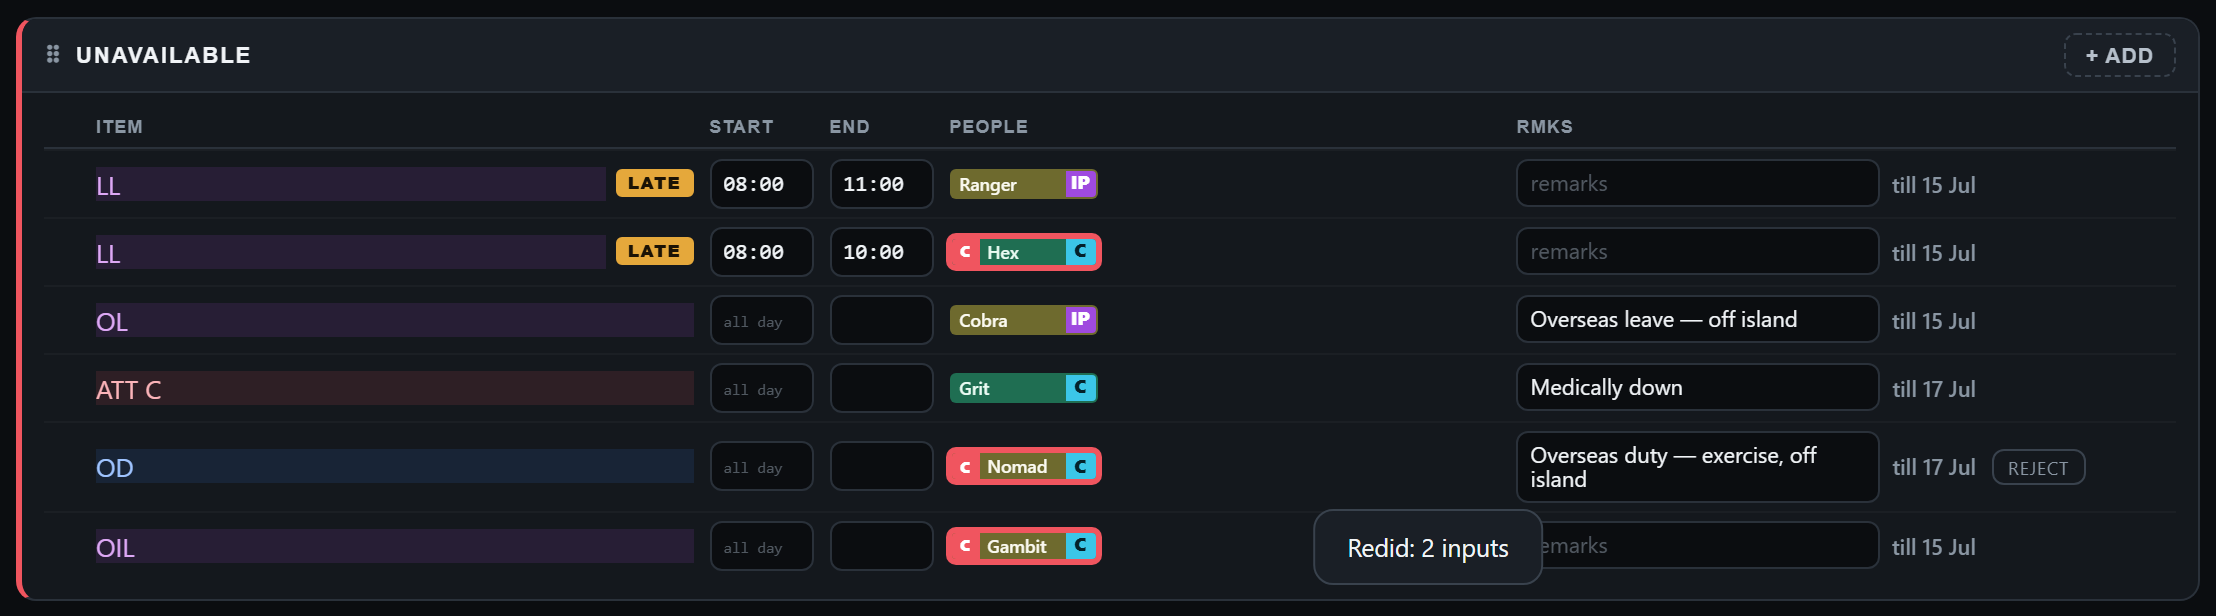 UNAVAILABLE
+ ADD
ITEM START END PEOPLE RMKS
LL LATE 08:00 11:00 Ranger IP remarks till 15 Jul
LL LATE 08:00 10:00 C Hex C remarks till 15 Jul
OL all day Cobra IP Overseas leave — off island till 15 Jul
ATT C all day Grit C Medically down till 17 Jul
OD all day C Nomad C Overseas duty — exercise, off
island till 17 Jul REJECT
OIL all day C Gambit C emarks till 15 Jul
Redid: 2 inputs